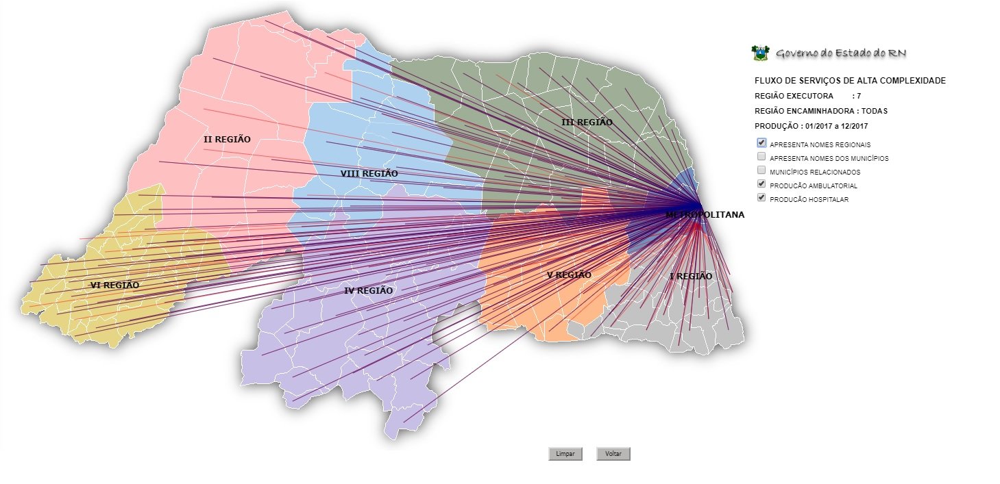 Governo do Estado do RN
FLUXO DE SERVIÇOS DE ALTA COMPLEXIDADE
REGIÃO EXECUTORA : 7
REGIÃO ENCAMINHADORA : TODAS
PRODUÇÃO : 01/2017 a 12/2017
APRESENTA NOMES REGIONAIS
APRESENTA NOMES DOS MUNICÍPIOS
MUNICÍPIOS RELACIONADOS
PRODUCÃO AMBULATORIAL
PRODUCÃO HOSPITALAR
III REGIÃO
II REGIÃO
VIII REGIÃO
METROPOLITANA
V REGIÃO
I REGIÃO
VI REGIÃO
IV REGIÃO
Limpar
Voltar